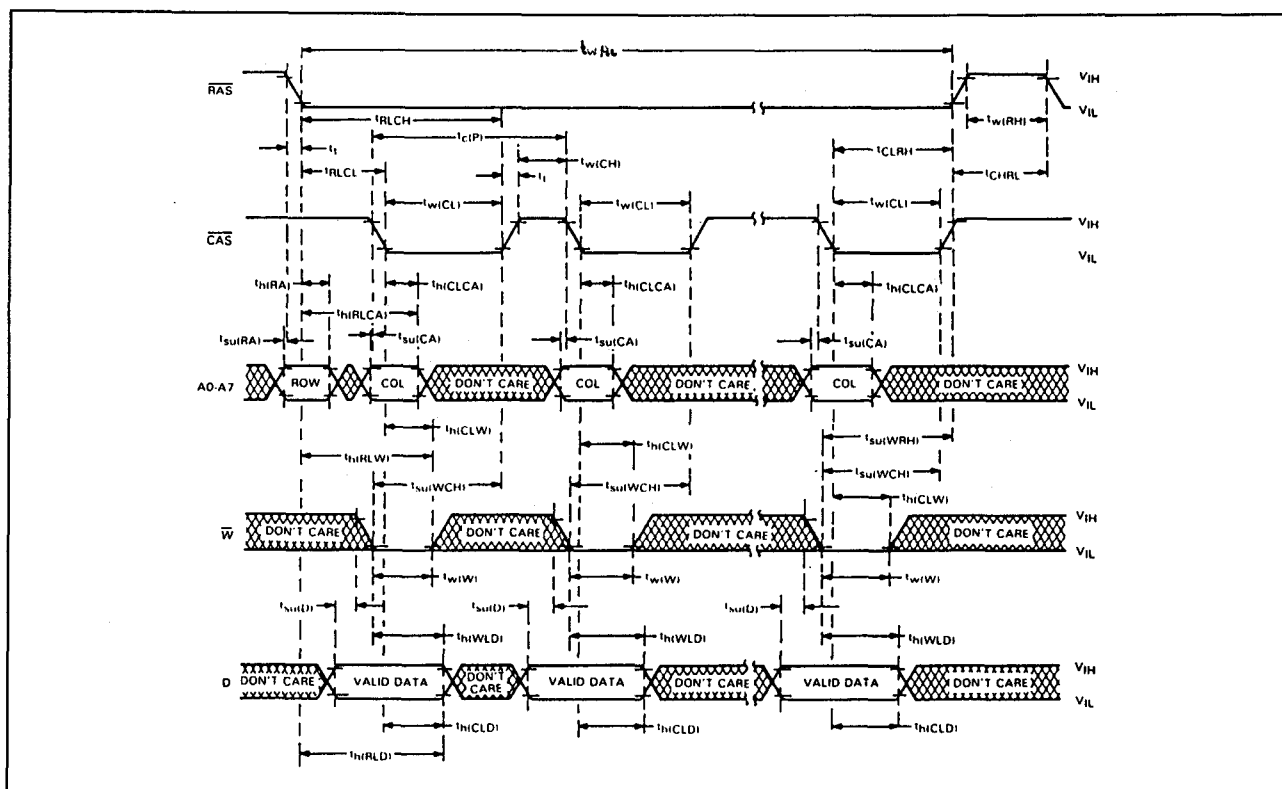 tw RL
RAS
VIH
VIL
tRLCH
tw(RH)
tc(P)
tt
tw(CH)
tCLRH
tRLCL
tt
tCHRL
tw(CL)
tw(CL)
tw(CL)
CAS
VIH
VIL
th(RA)
th(CLCA)
th(CLCA)
th(CLCA)
th(RLCA)
tsu(RA)
tsu(CA)
tsu(CA)
tsu(CA)
A0-A7
ROW
COL
DON'T CARE
COL
DON'T CARE
COL
DON'T CARE
VIH
VIL
th(CLW)
th(CLW)
tsu(WRH)
th(RLW)
tsu(WCH)
tsu(WCH)
tsu(WCH)
th(CLW)
W
DON'T CARE
DON'T CARE
DON'T CARE
DON'T CARE
VIH
VIL
tw(W)
tw(W)
tw(W)
tsu(D)
tsu(D)
tsu(D)
th(WLD)
th(WLD)
th(WLD)
D
DON'T CARE
VALID DATA
DON'T
CARE
VALID DATA
DON'T CARE
VALID DATA
DON'T CARE
VIH
VIL
th(CLD)
th(CLD)
th(CLD)
th(RLD)